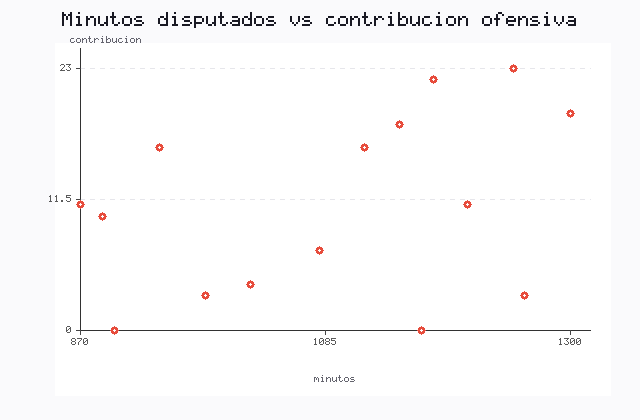 Minutos disputados vs contribucion ofensiva
contribucion
23
11.5
0
870 1085 1300
minutos